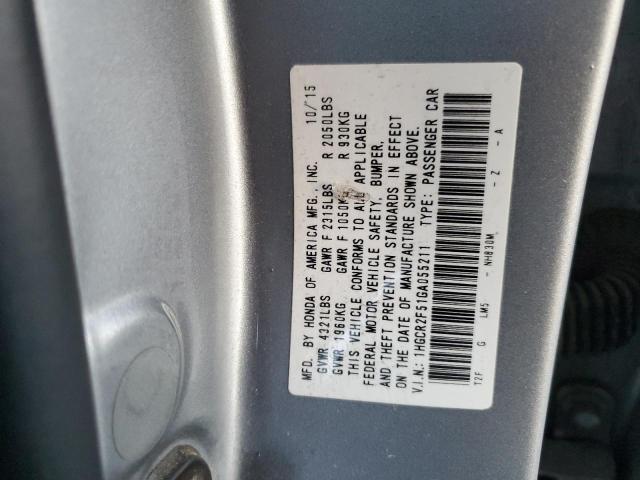 MFD. BY HONDA OF AMERICA MFG., INC. 10/15
GVWR 4321LBS GAWR F 2315LBS R 2050LBS
GVWR 1960KG GAWR F 1050KG R 930KG
THIS VEHICLE CONFORMS TO ALL APPLICABLE
FEDERAL MOTOR VEHICLE SAFETY, BUMPER,
AND THEFT PREVENTION STANDARDS IN EFFECT
ON THE DATE OF MANUFACTURE SHOWN ABOVE.
V.I.N.: 1HGCR2F51GA055211 TYPE: PASSENGER CAR
T2F G LM5 - NH830M - Z - A